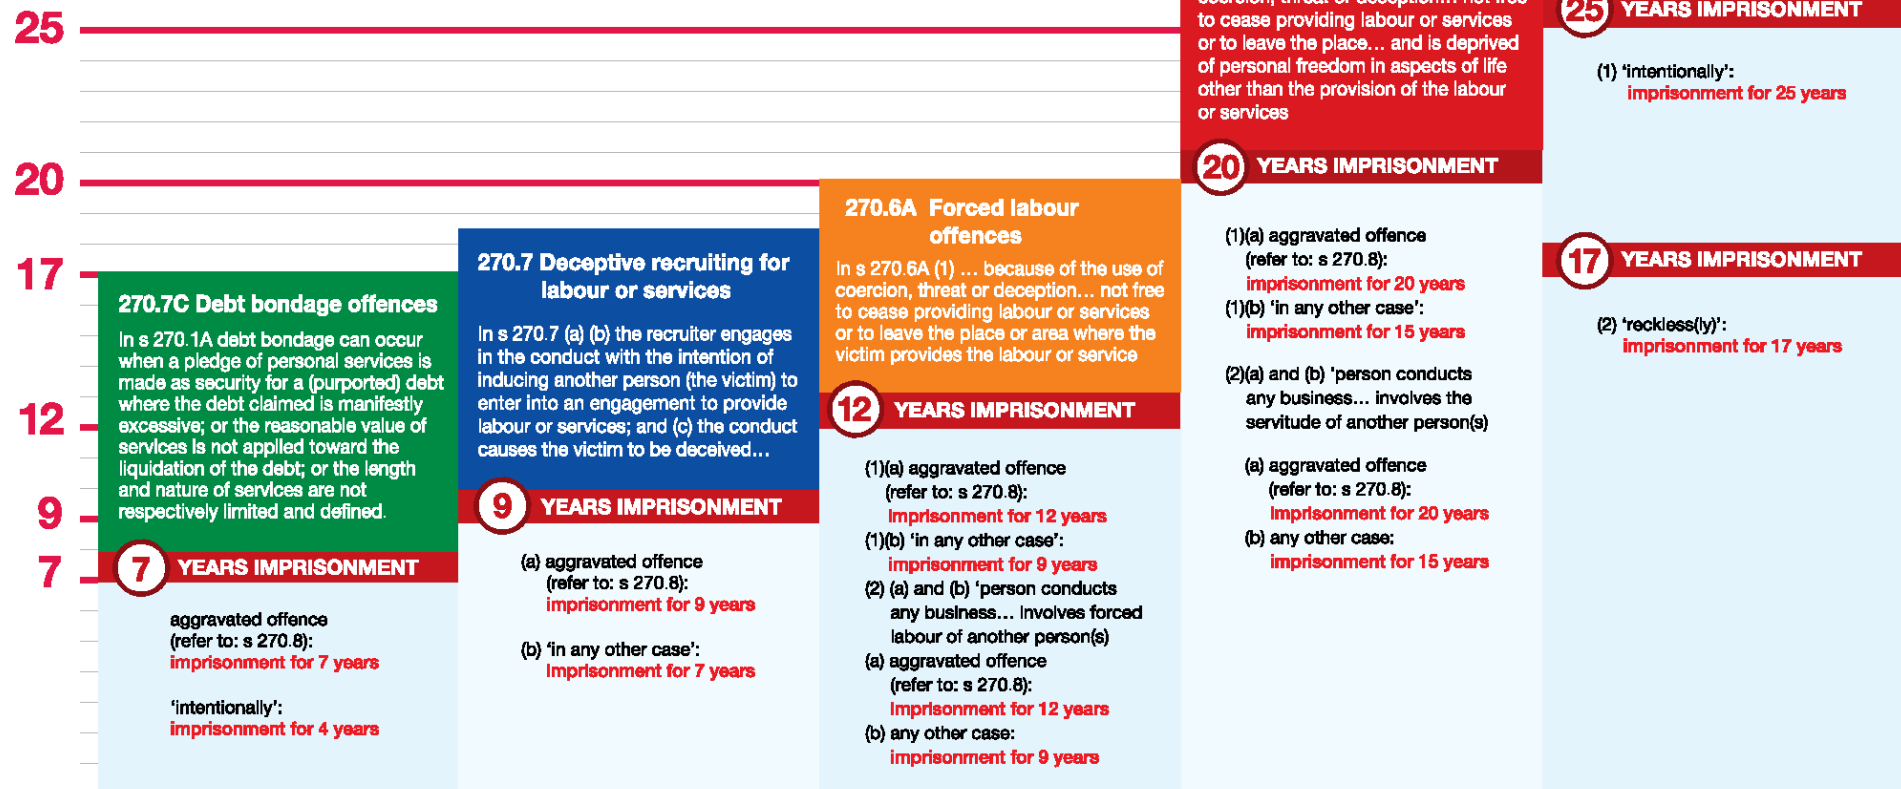 25
20
17
12
9
7
270.7C Debt bondage offences
In s 270.1A debt bondage can occur
when a pledge of personal services is
made as security for a (purported) debt
where the debt claimed is manifestly
excessive; or the reasonable value of
services is not applied toward the
liquidation of the debt; or the length
and nature of services are not
respectively limited and defined.
7 YEARS IMPRISONMENT
aggravated offence
(refer to: s 270.8):
imprisonment for 7 years
‘intentionally’:
imprisonment for 4 years
270.7 Deceptive recruiting for
labour or services
In s 270.7 (a) (b) the recruiter engages
in the conduct with the intention of
inducing another person (the victim) to
enter into an engagement to provide
labour or services; and (c) the conduct
causes the victim to be deceived...
9 YEARS IMPRISONMENT
(a) aggravated offence
(refer to: s 270.8):
imprisonment for 9 years
(b) ‘in any other case’:
Imprisonment for 7 years
270.6A Forced labour
offences
In s 270.6A (1) ... because of the use of
coercion, threat or deception... not free
to cease providing labour or services
or to leave the place or area where the
victim provides the labour or service
12 YEARS IMPRISONMENT
(1)(a) aggravated offence
(refer to: s 270.8):
Imprisonment for 12 years
(1)(b) ‘in any other case’:
imprisonment for 9 years
(2) (a) and (b) ‘person conducts
any business... involves forced
labour of another person(s)
(a) aggravated offence
(refer to: s 270.8):
Imprisonment for 12 years
(b) any other case:
imprisonment for 9 years
coercion, threat or deception... not free
to cease providing labour or services
or to leave the place... and is deprived
of personal freedom in aspects of life
other than the provision of the labour
or services
20 YEARS IMPRISONMENT
(1)(a) aggravated offence
(refer to: s 270.8):
imprisonment for 20 years
(1)(b) ‘in any other case’:
imprisonment for 15 years
(2)(a) and (b) ‘person conducts
any business... involves the
servitude of another person(s)
(a) aggravated offence
(refer to: s 270.8):
Imprisonment for 20 years
(b) any other case:
imprisonment for 15 years
25 YEARS IMPRISONMENT
(1) ‘intentionally’:
imprisonment for 25 years
17 YEARS IMPRISONMENT
(2) ‘reckless(ly)’:
imprisonment for 17 years